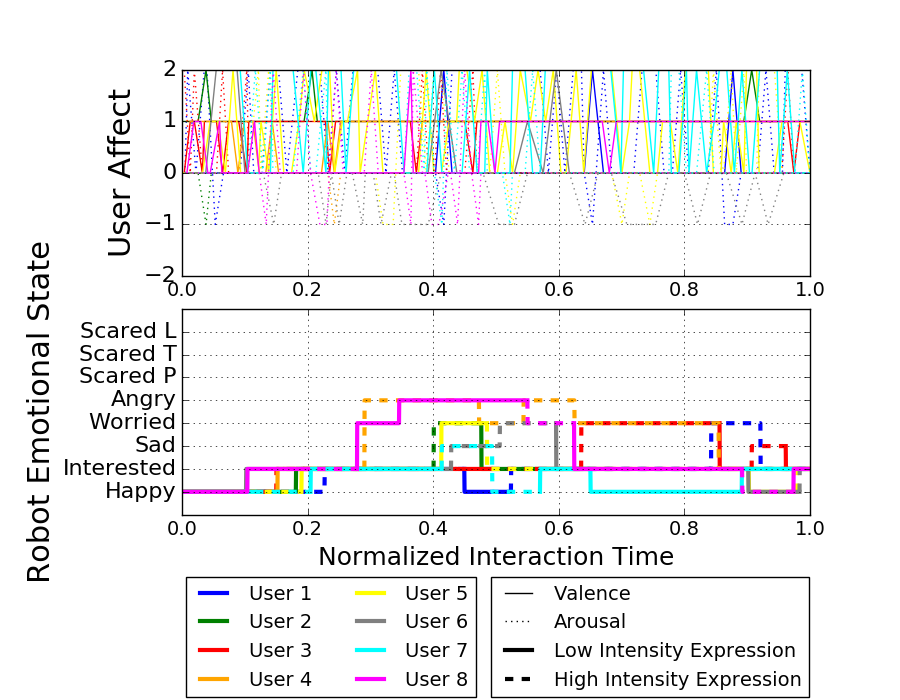 User Affect
2
1
0
−1
−2
0.0 0.2 0.4 0.6 0.8 1.0
Robot Emotional State
Scared L
Scared T
Scared P
Angry
Worried
Sad
Interested
Happy
0.0 0.2 0.4 0.6 0.8 1.0
Normalized Interaction Time
User 1 User 5
User 2 User 6
User 3 User 7
User 4 User 8
Valence
Arousal
Low Intensity Expression
High Intensity Expression